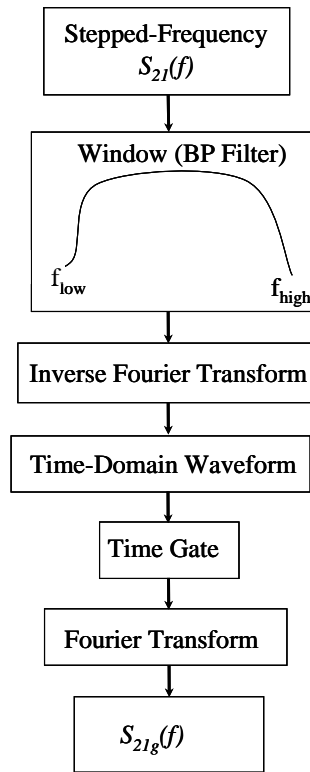 Stepped-Frequency
S21(f)
Window (BP Filter)
flow
fhigh
Inverse Fourier Transform
Time-Domain Waveform
Time Gate
Fourier Transform
S21g(f)